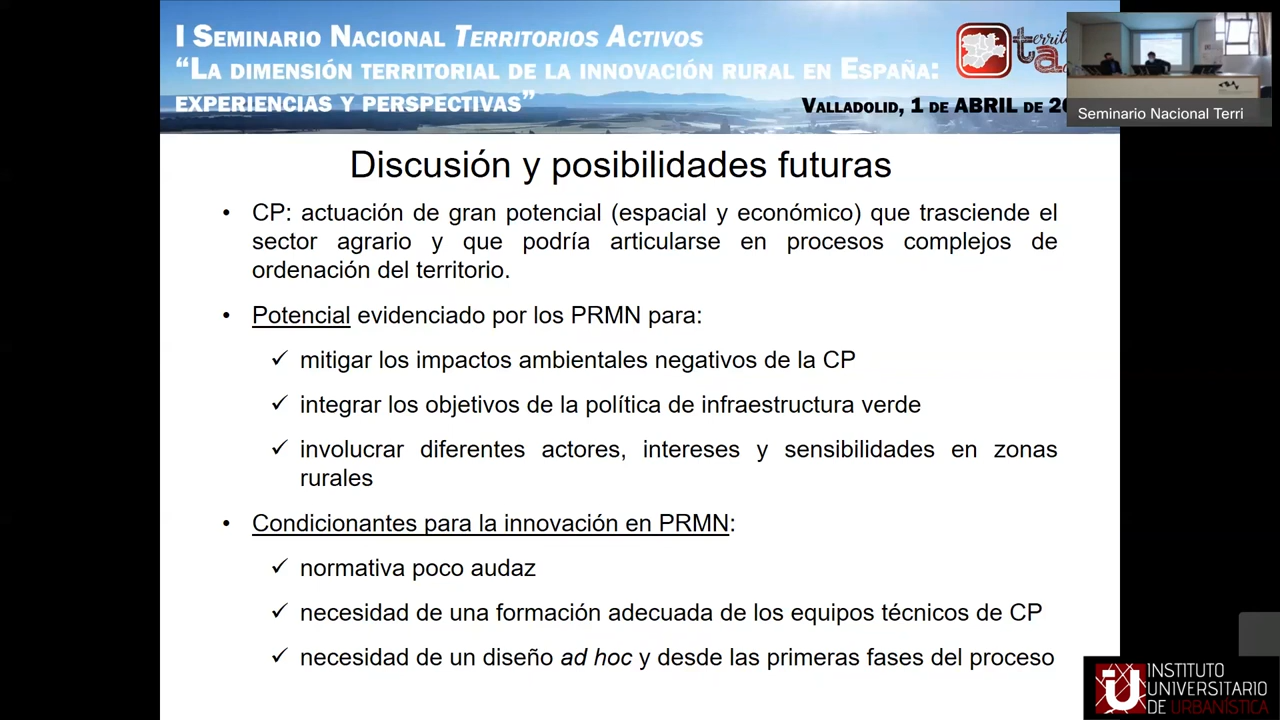 I Seminario Nacional Territorios Activos
“La dimensión territorial de la innovación rural en España:
experiencias y perspectivas”
Valladolid, 1 de ABRIL de
Seminario Nacional Terri
Discusión y posibilidades futuras
• CP: actuación de gran potencial (espacial y económico) que trasciende el
sector agrario y que podría articularse en procesos complejos de
ordenación del territorio.
• Potencial evidenciado por los PRMN para:
✓ mitigar los impactos ambientales negativos de la CP
✓ integrar los objetivos de la política de infraestructura verde
✓ involucrar diferentes actores, intereses y sensibilidades en zonas
rurales
• Condicionantes para la innovación en PRMN:
✓ normativa poco audaz
✓ necesidad de una formación adecuada de los equipos técnicos de CP
✓ necesidad de un diseño ad hoc y desde las primeras fases del proceso
INSTITUTO
UNIVERSITARIO
DE URBANÍSTICA